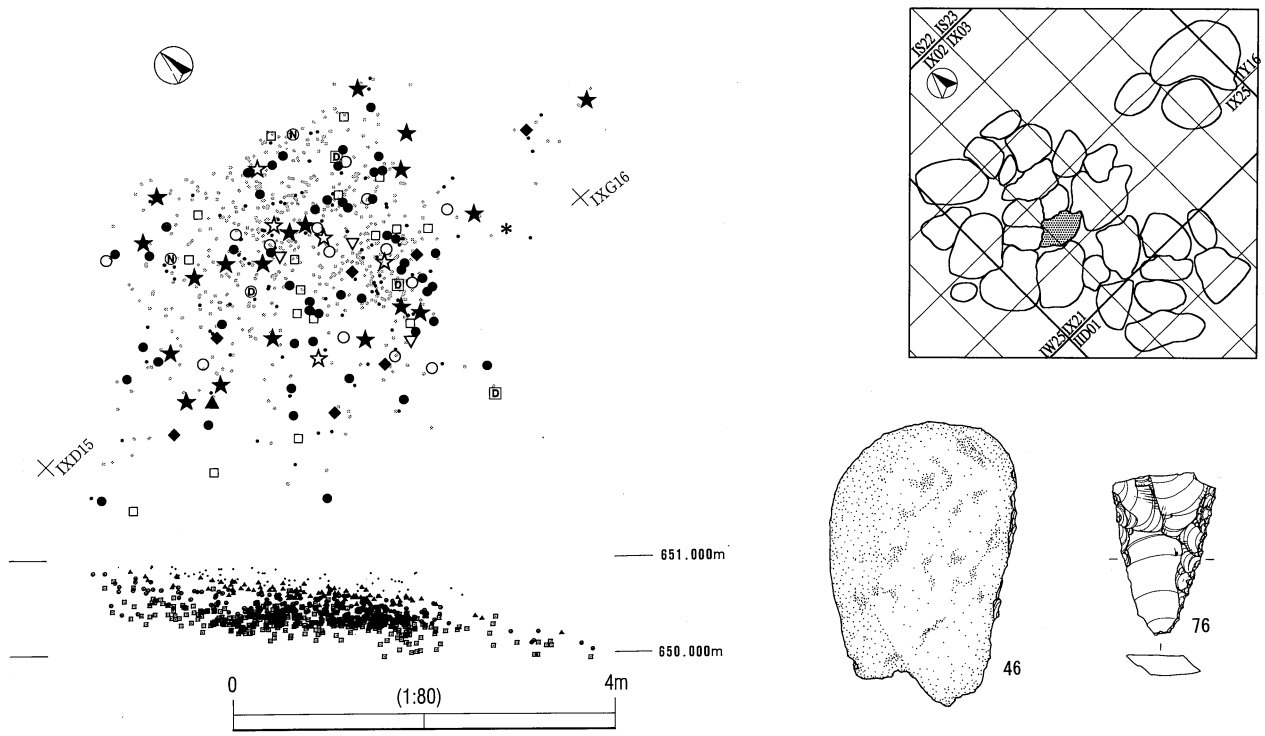 N
D
N
D
D
D
IXG16
IXD15
651.000m
650.000m
0
(1:80)
4m
IS22 IS23
IX02 IX03
IIY16
IX25
IW25 IX21
IID01
46
76